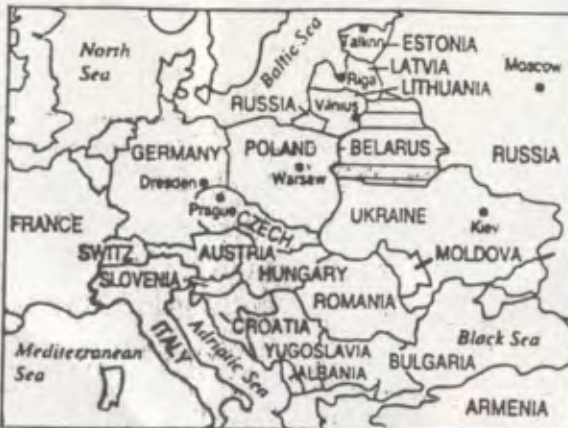 North
Sea
Baltic Sea
Tallinn
ESTONIA
LATVIA
Riga
LITHUANIA
Moscow
RUSSIA
Vilnius
GERMANY
POLAND
BELARUS
RUSSIA
Dresden
Warsaw
Prague
CZECH
FRANCE
UKRAINE
Kiev
SWITZ.
AUSTRIA
MOLDOVA
SLOVENIA
HUNGARY
ROMANIA
CROATIA
ITALY
Adriatic Sea
Black Sea
Mediterranean
Sea
YUGOSLAVIA
BULGARIA
ALBANIA
ARMENIA